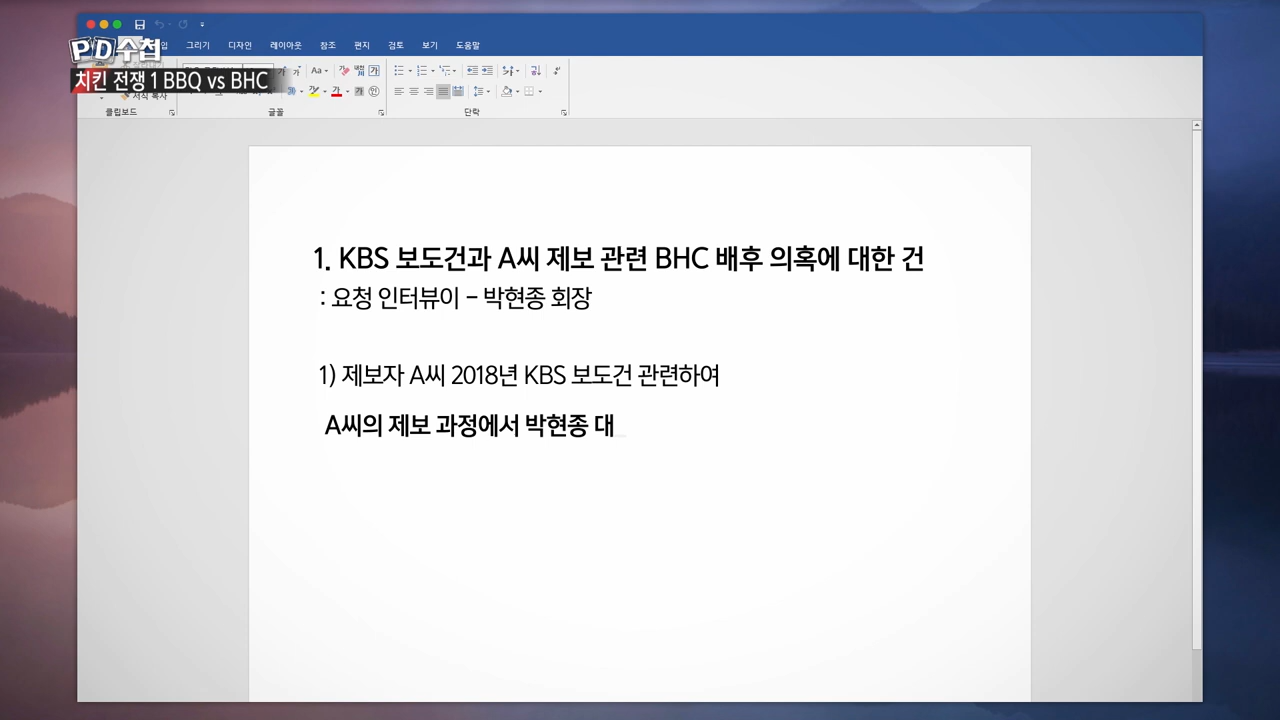 PD수첩
치킨 전쟁 1 BBQ vs BHC
그리기 디자인 레이아웃 참조 편지 검토 보기 도움말
서식 복사
클립보드 글꼴 단락
1. KBS 보도건과 A씨 제보 관련 BHC 배후 의혹에 대한 건
: 요청 인터뷰이 – 박현종 회장
1) 제보자 A씨 2018년 KBS 보도건 관련하여
A씨의 제보 과정에서 박현종 대